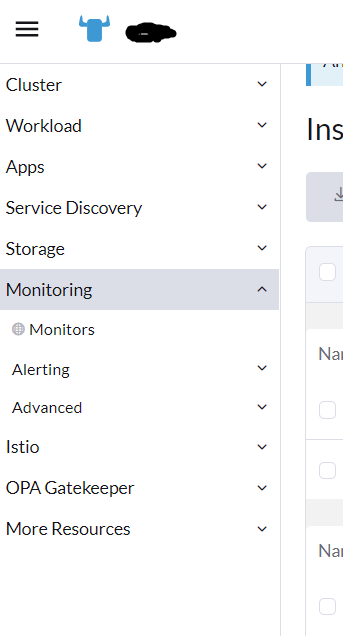 Cluster
Workload
Apps
Service Discovery
Storage
Monitoring
Monitors
Alerting
Advanced
Istio
OPA Gatekeeper
More Resources
Ins
Nar
Nar